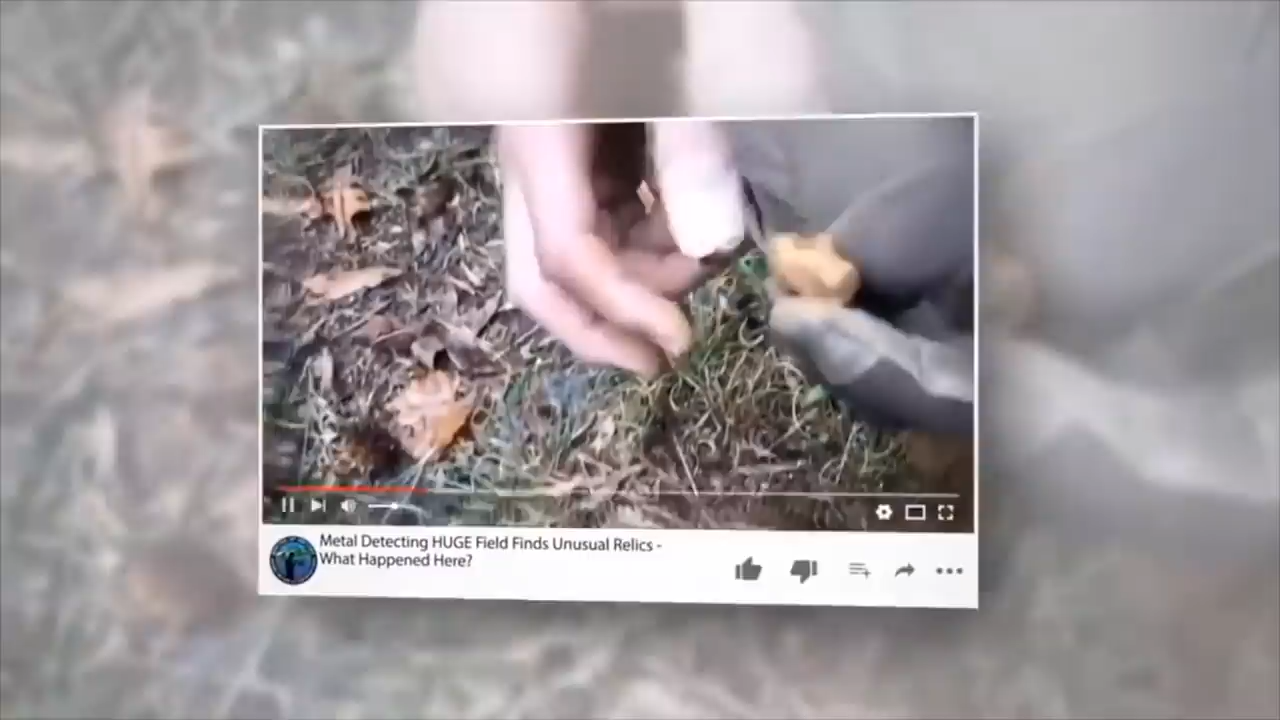 Metal Detecting HUGE Field Finds Unusual Relics -
What Happened Here?